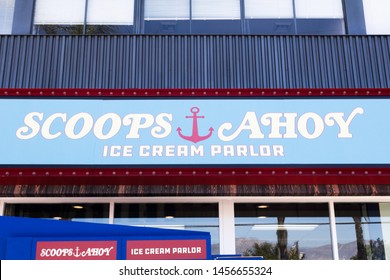 SCOOPS AHOY
ICE CREAM PARLOR
SCOOPS AHOY ICE CREAM PARLOR
shutterstock.com · 1456655324